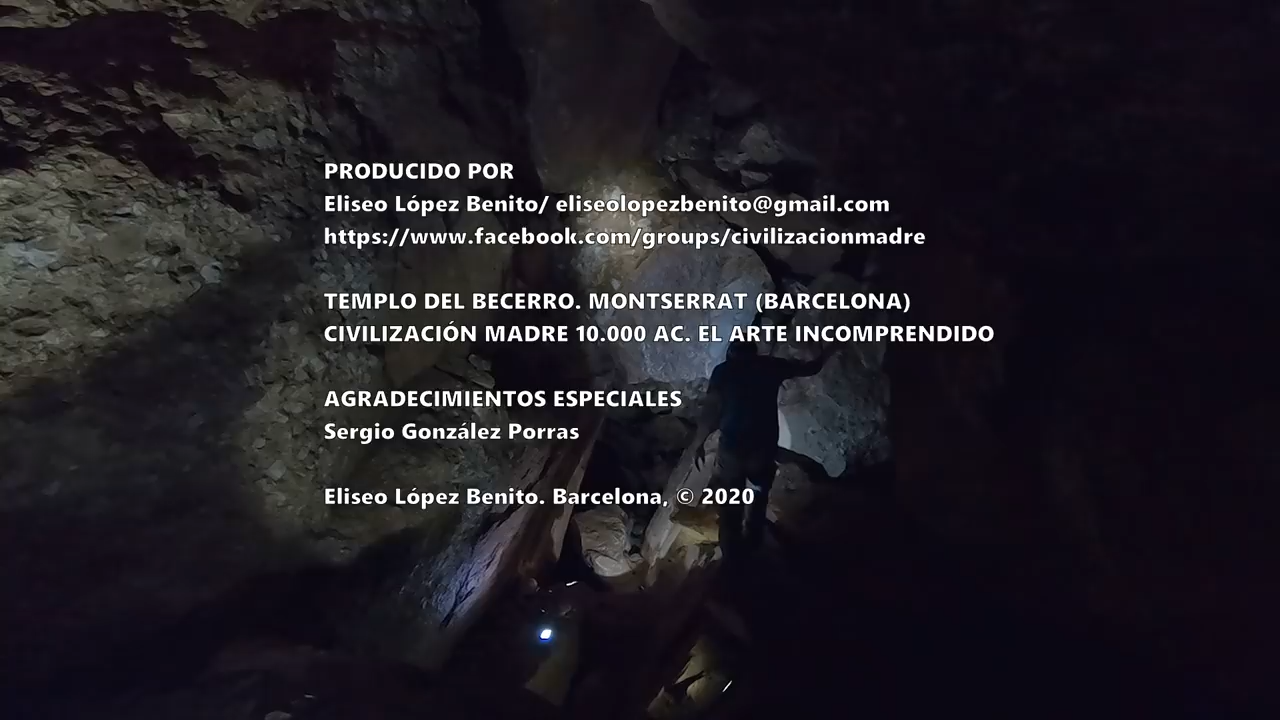 PRODUCIDO POR
Eliseo López Benito/ eliseolopezbenito@gmail.com
https://www.facebook.com/groups/civilizacionmadre
TEMPLO DEL BECERRO. MONTSERRAT (BARCELONA)
CIVILIZACIÓN MADRE 10.000 AC. EL ARTE INCOMPRENDIDO
AGRADECIMIENTOS ESPECIALES
Sergio González Porras
Eliseo López Benito. Barcelona, © 2020